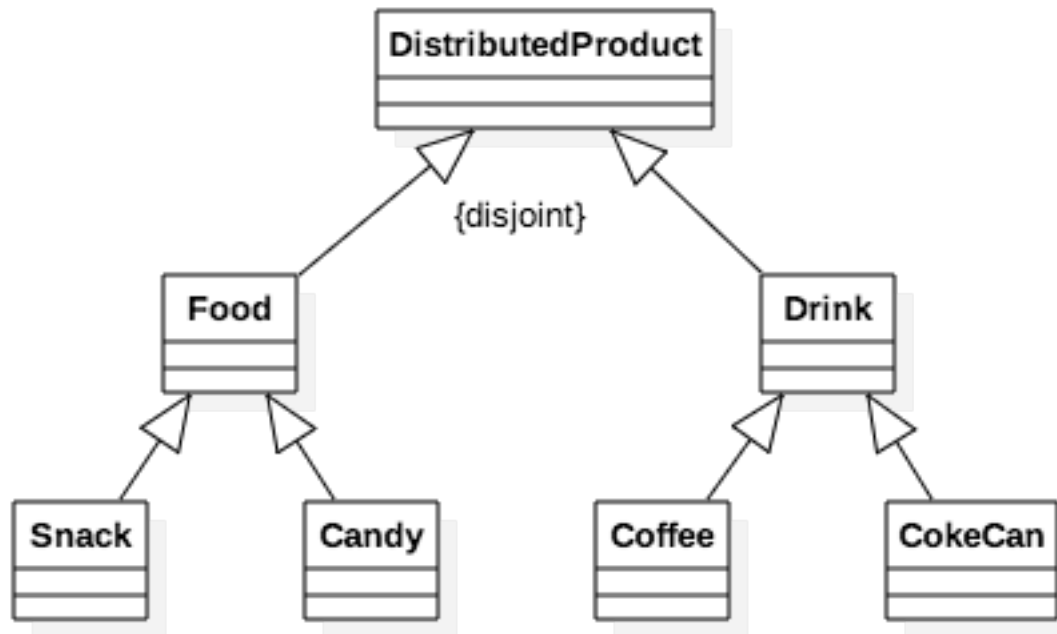 DistributedProduct
{disjoint}
Food
Drink
Snack
Candy
Coffee
CokeCan